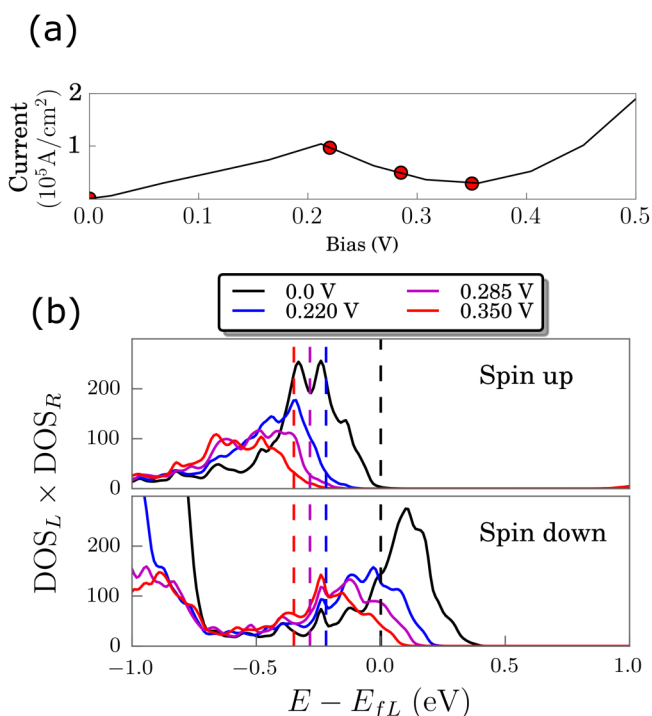 (a)
Current
(10⁵A/cm²)
2
1
0.0 0.1 0.2 0.3 0.4 0.5
Bias (V)
(b)
0.0 V 0.285 V
0.220 V 0.350 V
DOS_L × DOS_R
200
100
0
Spin up
200
100
0
Spin down
−1.0 −0.5 0.0 0.5 1.0
E − E_{fL} (eV)